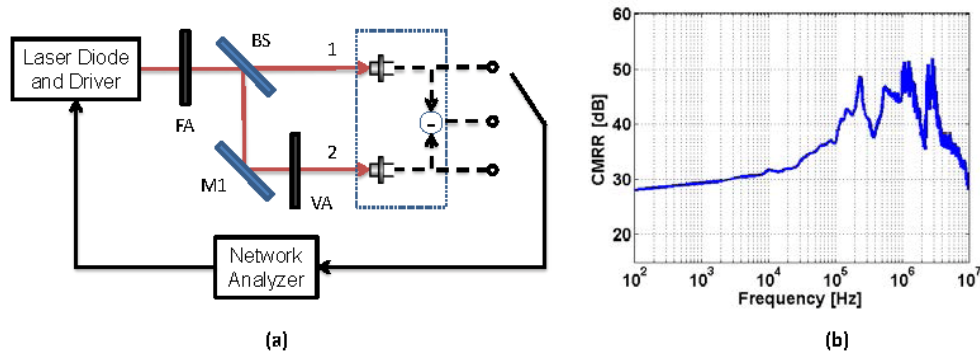 Laser Diode
and Driver
FA
BS
1
-
M1
2
VA
Network
Analyzer
(a)
CMRR [dB]
60
50
40
30
20
10^2
10^3
10^4
10^5
10^6
10^7
Frequency [Hz]
(b)